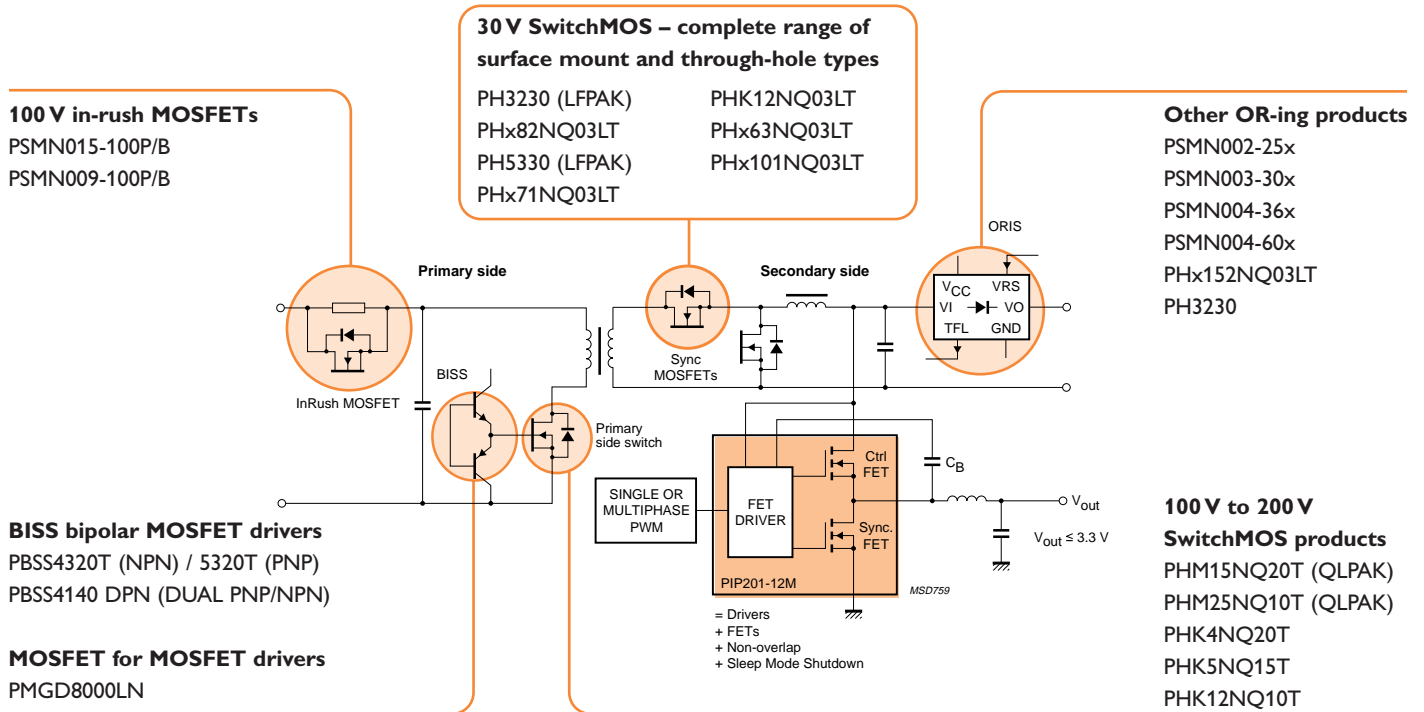 30 V SwitchMOS – complete range of
surface mount and through-hole types
PH3230 (LFPAK)
PHx82NQ03LT
PH5330 (LFPAK)
PHx71NQ03LT
PHK12NQ03LT
PHx63NQ03LT
PHx101NQ03LT
100 V in-rush MOSFETs
PSMN015-100P/B
PSMN009-100P/B
Other OR-ing products
PSMN002-25x
PSMN003-30x
PSMN004-36x
PSMN004-60x
PHx152NQ03LT
PH3230
ORIS
Primary side
Secondary side
VCC VRS
VI VO
TFL GND
Sync
MOSFETs
InRush MOSFET
BISS
Primary
side switch
SINGLE OR
MULTIPHASE
PWM
FET
DRIVER
Ctrl
FET
Sync.
FET
CB
Vout
Vout ≤ 3.3 V
PIP201-12M
MSD759
= Drivers
+ FETs
+ Non-overlap
+ Sleep Mode Shutdown
BISS bipolar MOSFET drivers
PBSS4320T (NPN) / 5320T (PNP)
PBSS4140 DPN (DUAL PNP/NPN)
MOSFET for MOSFET drivers
PMGD8000LN
100 V to 200 V
SwitchMOS products
PHM15NQ20T (QLPAK)
PHM25NQ10T (QLPAK)
PHK4NQ20T
PHK5NQ15T
PHK12NQ10T